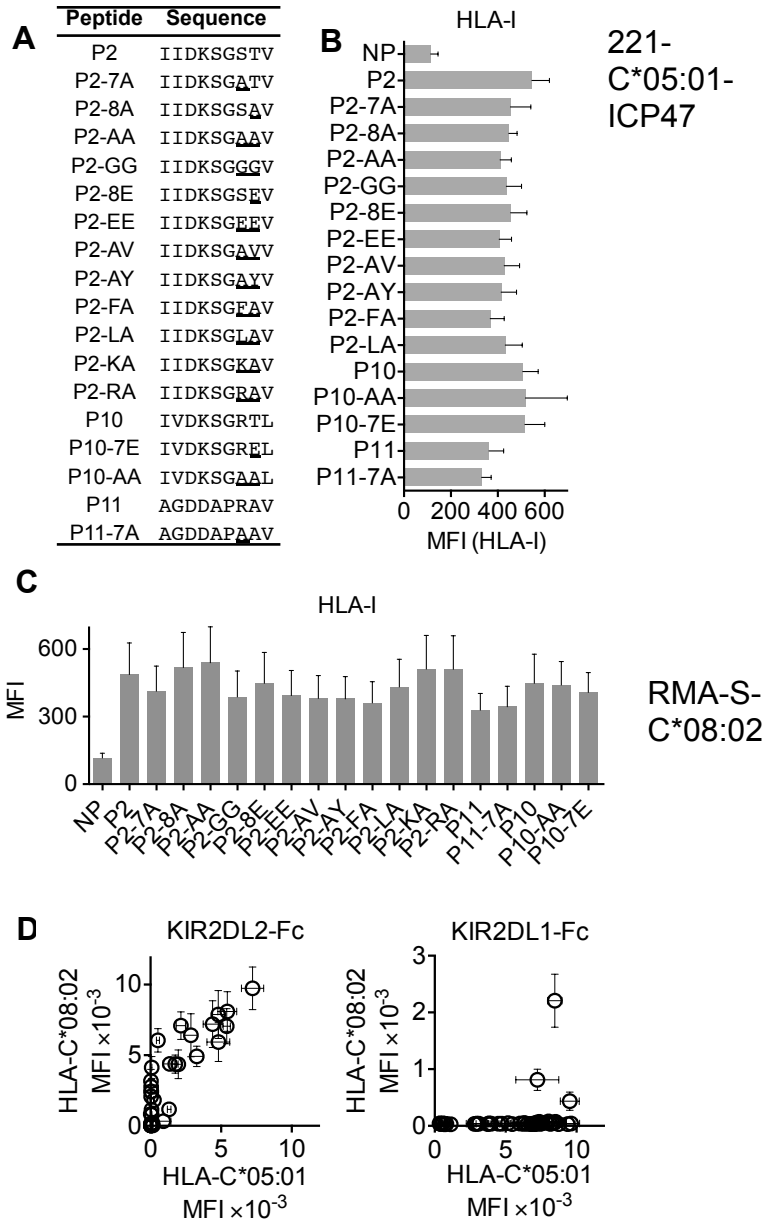 A
Peptide Sequence
P2 IIDKSGSTV
P2-7A IIDKSGATV
P2-8A IIDKSGSAV
P2-AA IIDKSGAAV
P2-GG IIDKSGGGV
P2-8E IIDKSGSEV
P2-EE IIDKSGEEV
P2-AV IIDKSGAVV
P2-AY IIDKSGAYV
P2-FA IIDKSGFAV
P2-LA IIDKSGLAV
P2-KA IIDKSGKAV
P2-RA IIDKSGRAV
P10 IVDKSGRTL
P10-7E IVDKSGREL
P10-AA IVDKSGAAL
P11 AGDDAPRAV
P11-7A AGDDAPAAV
B
HLA-I
221-
C*05:01-
ICP47
NP
P2
P2-7A
P2-8A
P2-AA
P2-GG
P2-8E
P2-EE
P2-AV
P2-AY
P2-FA
P2-LA
P10
P10-AA
P10-7E
P11
P11-7A
0 200 400 600
MFI (HLA-I)
C
HLA-I
RMA-S-
C*08:02
MFI
600
300
0
NP P2 P2-7A P2-8A P2-AA P2-GG P2-8E P2-EE P2-AV P2-AY P2-FA P2-LA P2-KA P2-RA P11 P11-7A P10 P10-AA P10-7E
D
KIR2DL2-Fc
HLA-C*08:02
MFI ×10⁻³
10
5
0
0 5 10
HLA-C*05:01
MFI ×10⁻³
KIR2DL1-Fc
HLA-C*08:02
MFI ×10⁻³
3
2
1
0
0 5 10
HLA-C*05:01
MFI ×10⁻³